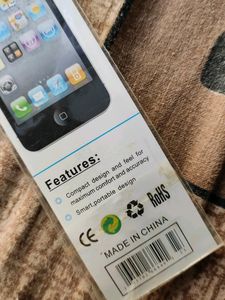 Features:
Compact design and feel for
maximum comfort and accuracy
Smart,portable design
CE
RoHS
MADE IN CHINA